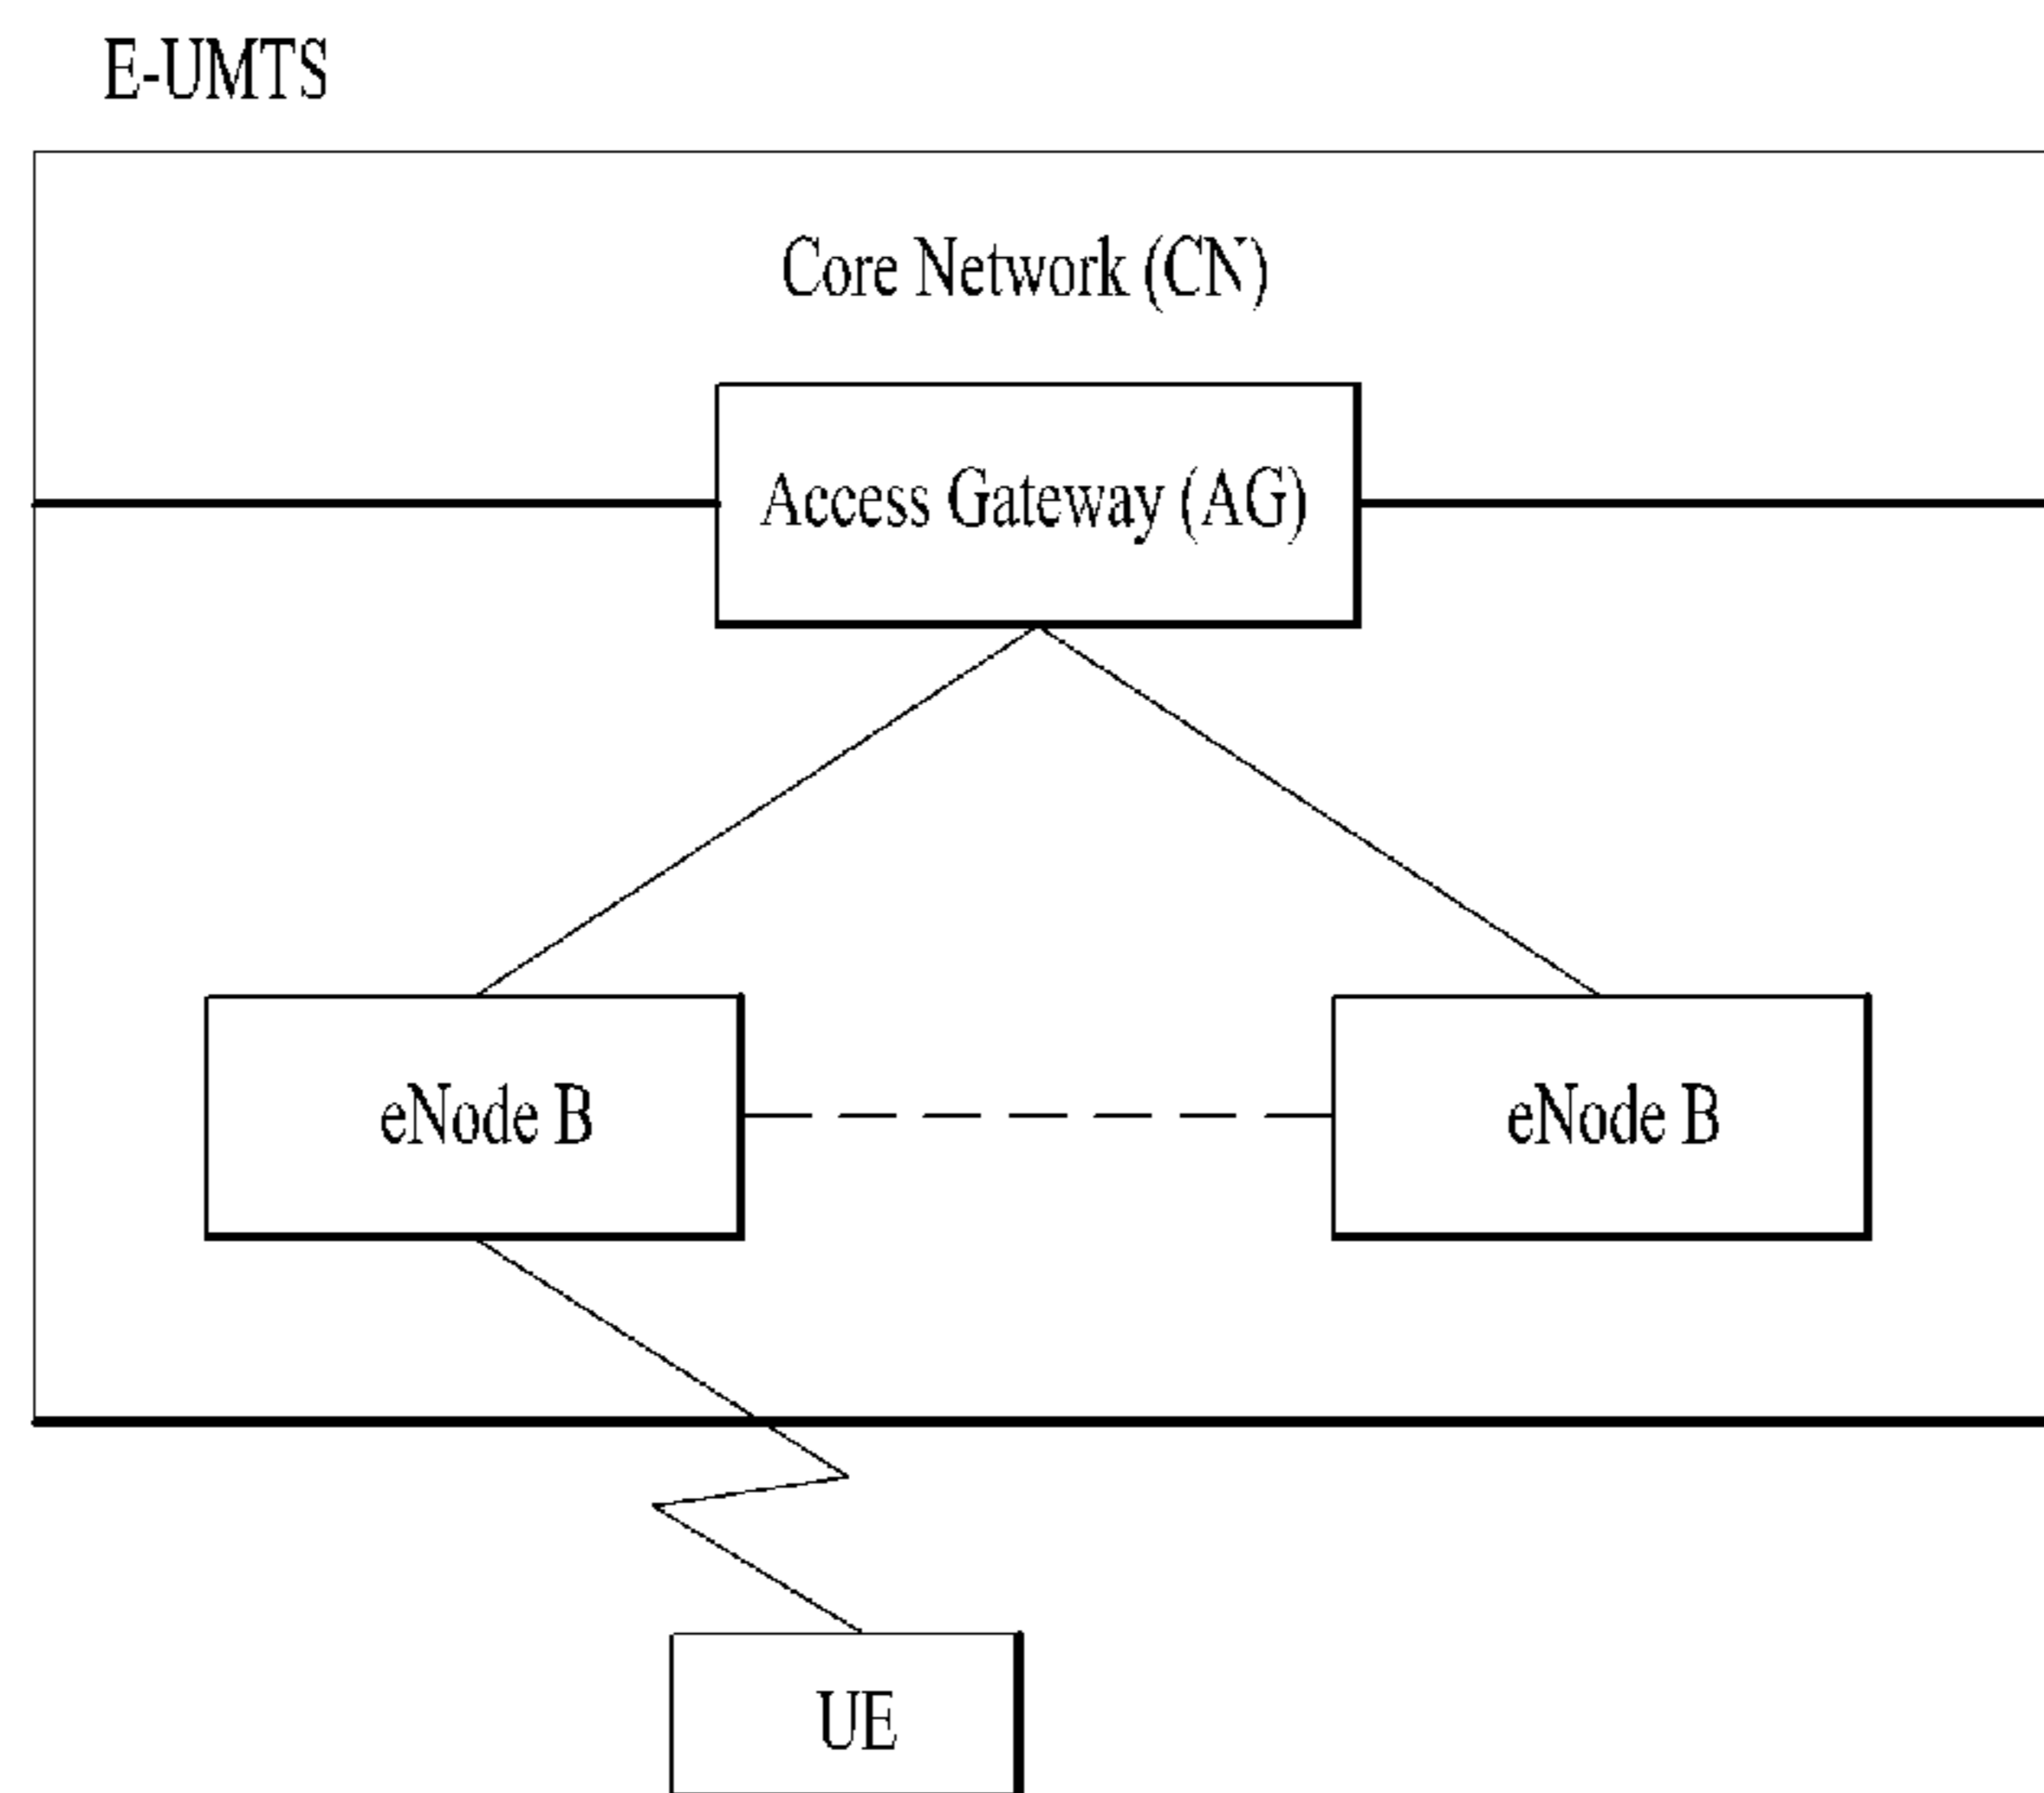 E-UMTS
Core Network (CN)
Access Gateway (AG)
eNode B
eNode B
UE